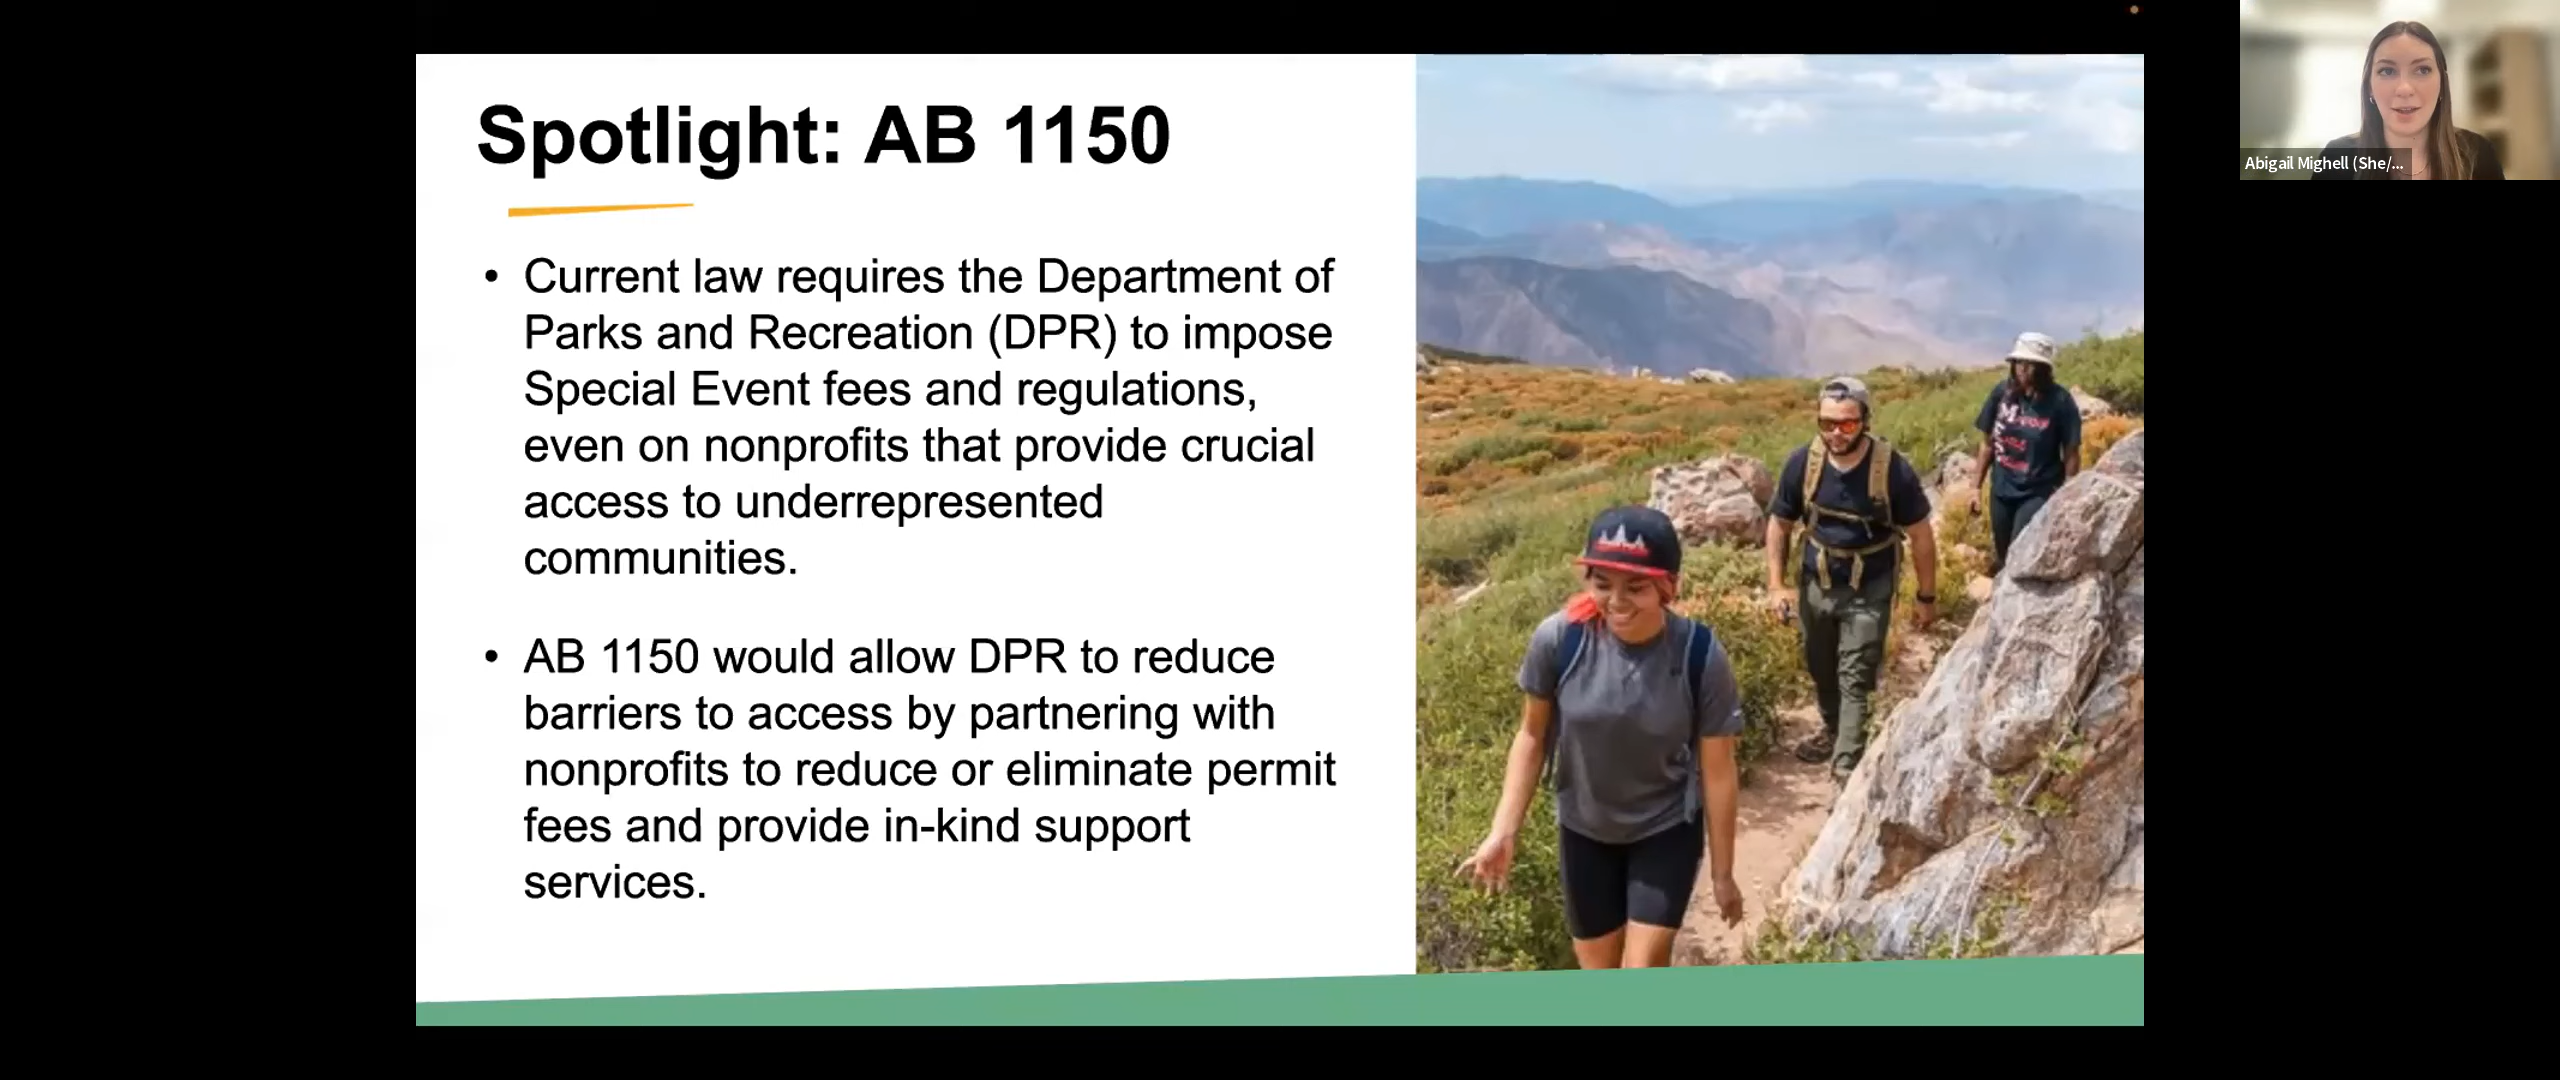 Spotlight: AB 1150
• Current law requires the Department of
Parks and Recreation (DPR) to impose
Special Event fees and regulations,
even on nonprofits that provide crucial
access to underrepresented
communities.
• AB 1150 would allow DPR to reduce
barriers to access by partnering with
nonprofits to reduce or eliminate permit
fees and provide in-kind support
services.
Abigail Mighell (She/...